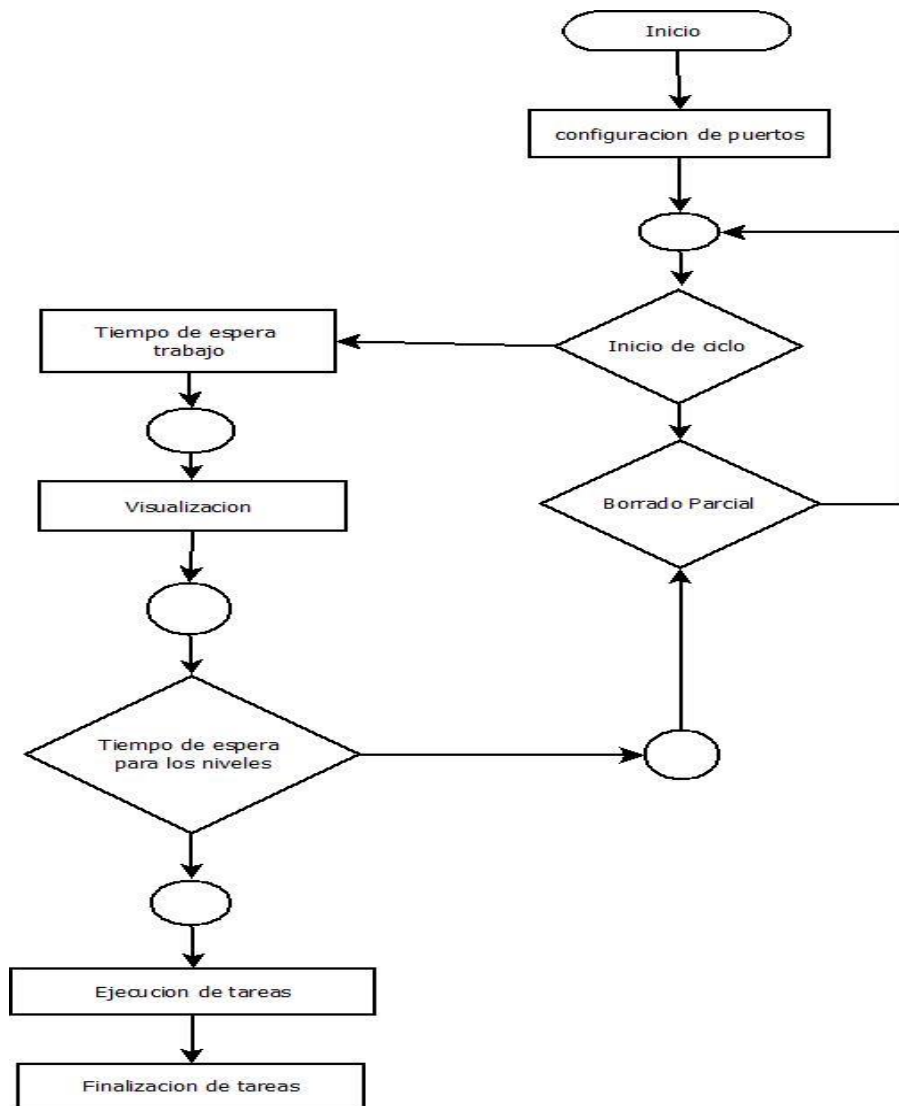 Inicio
configuracion de puertos
Inicio de ciclo
Tiempo de espera
trabajo
Borrado Parcial
Visualizacion
Tiempo de espera
para los niveles
Ejecucion de tareas
Finalizacion de tareas